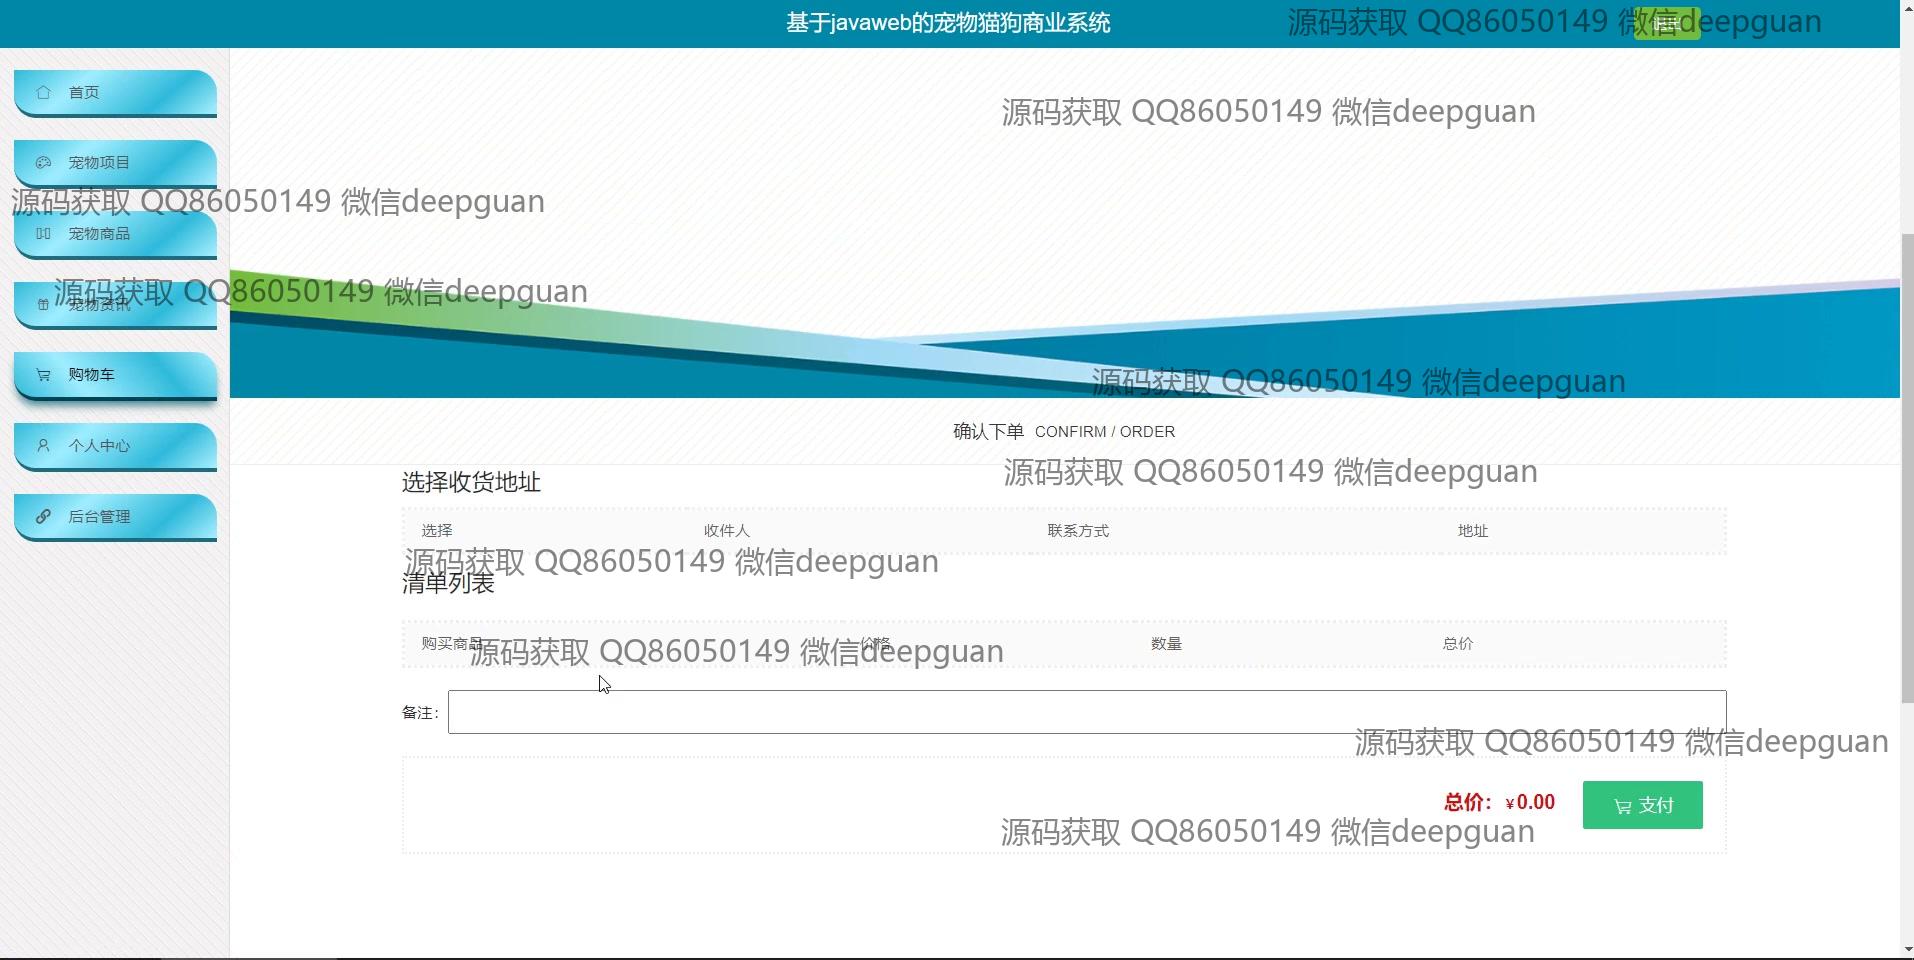 基于javaweb的宠物猫狗商业系统
源码获取 QQ86050149 微信deepguan
首页
源码获取 QQ86050149 微信deepguan
宠物项目
源码获取 QQ86050149 微信deepguan
宠物商品
源码获取 QQ86050149 微信deepguan
宠物资讯
购物车
源码获取 QQ86050149 微信deepguan
确认下单 CONFIRM / ORDER
个人中心
源码获取 QQ86050149 微信deepguan
选择收货地址
后台管理
选择 收件人 联系方式 地址
源码获取 QQ86050149 微信deepguan
清单列表
购买商品 价格 数量 总价
源码获取 QQ86050149 微信deepguan
备注：
源码获取 QQ86050149 微信deepguan
总价：￥0.00 支付
源码获取 QQ86050149 微信deepguan